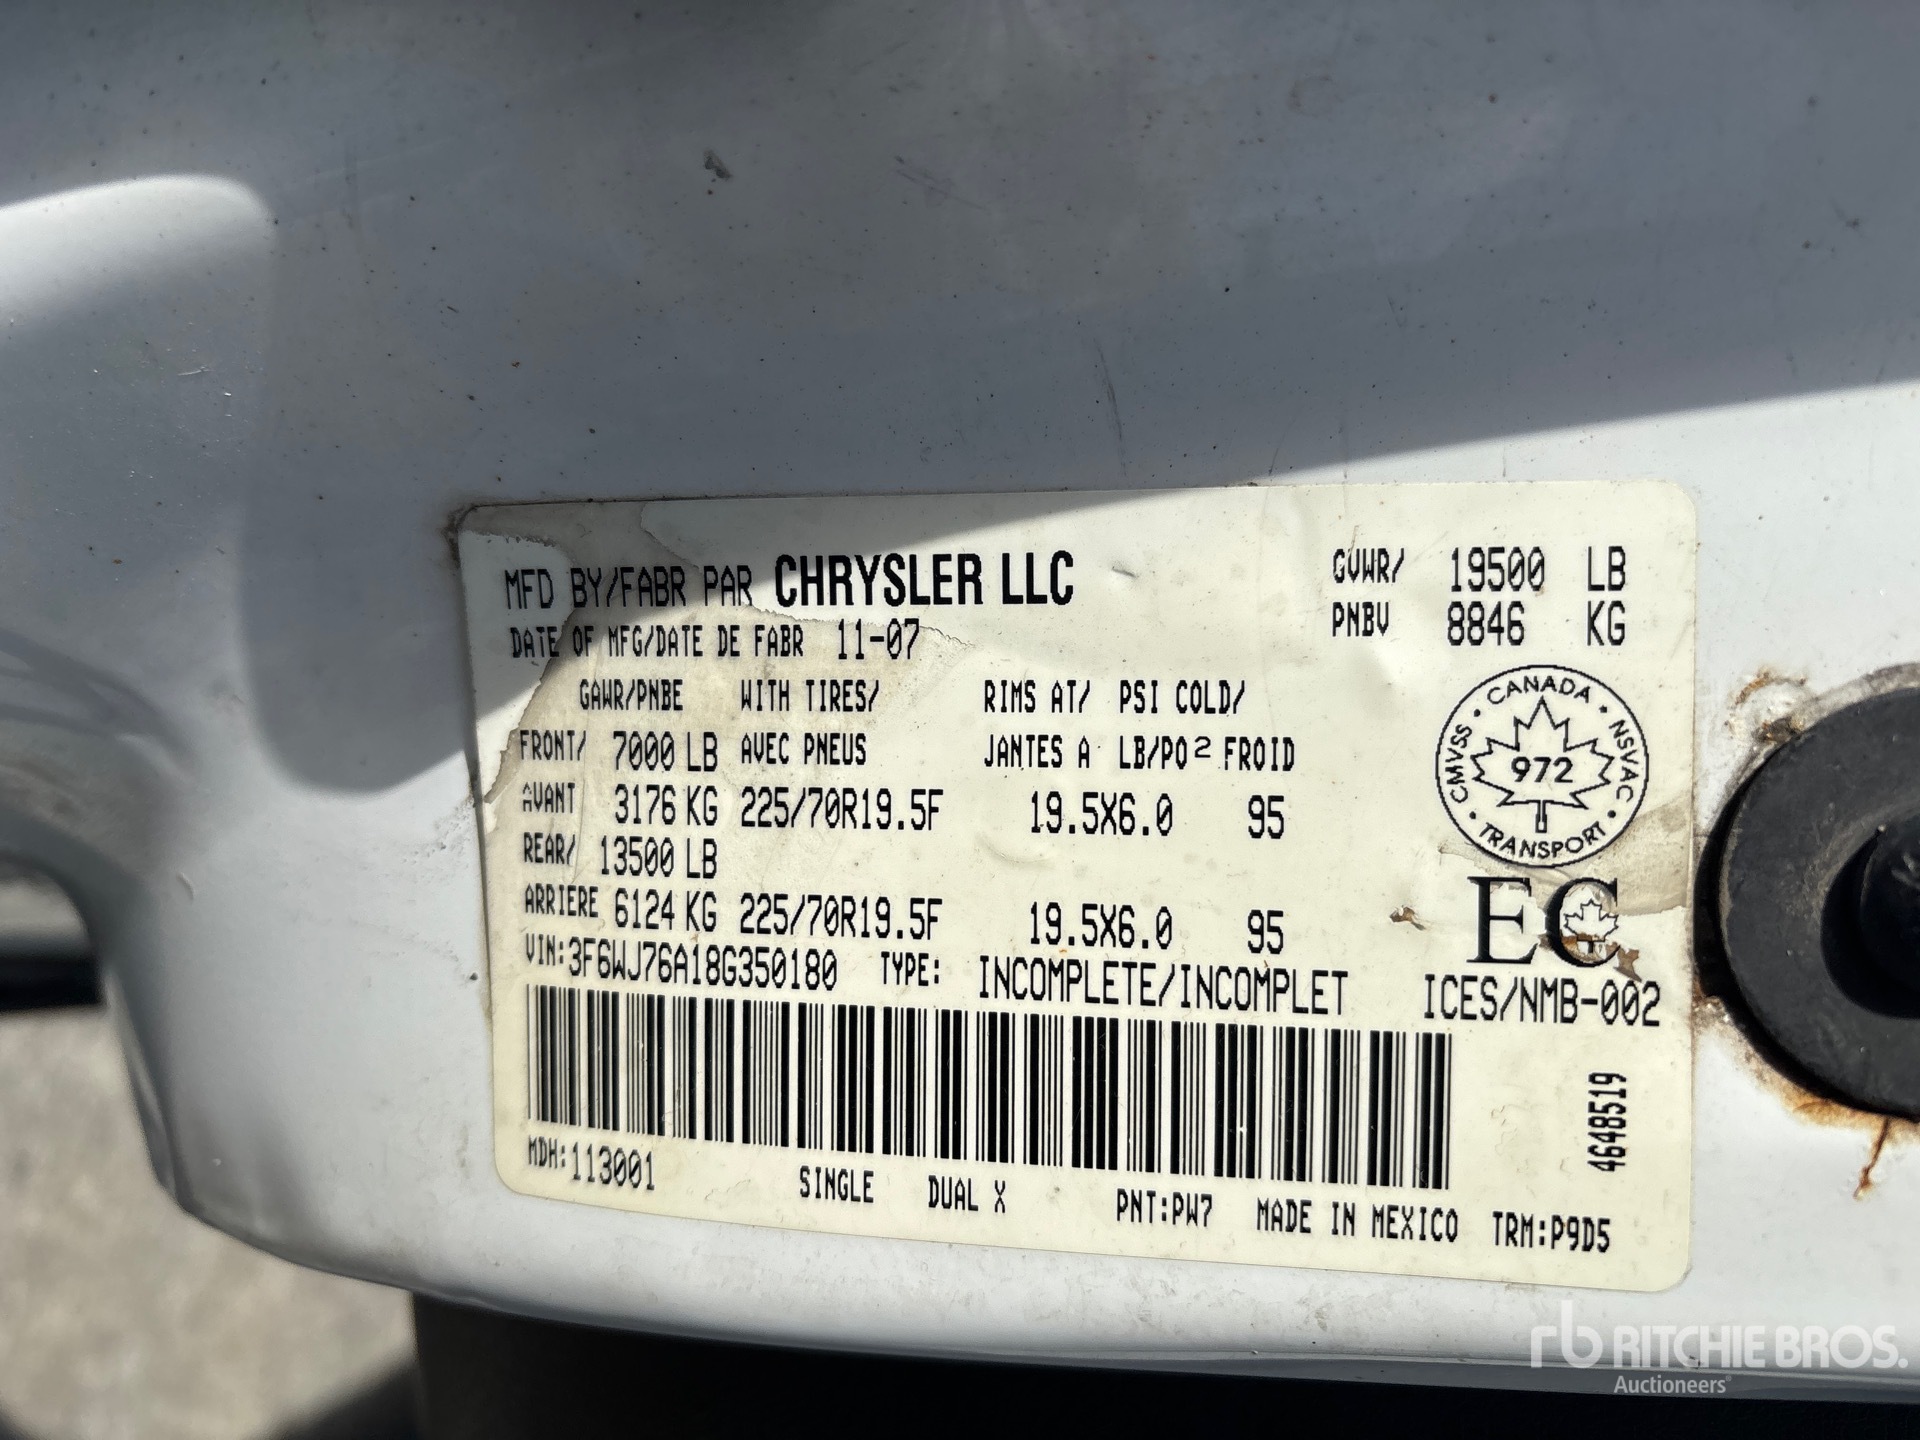 MFD BY/FABR PAR CHRYSLER LLC
GVWR/ 19500 LB
DATE OF MFG/DATE DE FABR 11-07
PNBV 8846 KG
GAWR/PNBE WITH TIRES/ RIMS AT/ PSI COLD/
FRONT/ 7000 LB AVEC PNEUS JANTES A LB/PO2 FROID
AVANT 3176 KG 225/70R19.5F 19.5X6.0 95
REAR/ 13500 LB
ARRIERE 6124 KG 225/70R19.5F 19.5X6.0 95
CANADA · NSVAC · TRANSPORT · CMVSS ·
972
EC
VIN:3F6WJ76A18G350180 TYPE: INCOMPLETE/INCOMPLET ICES/NMB-002
4648519
MDH:113001 SINGLE DUAL X PNT:PW7 MADE IN MEXICO TRM:P9D5
rb RITCHIE BROS.
Auctioneers